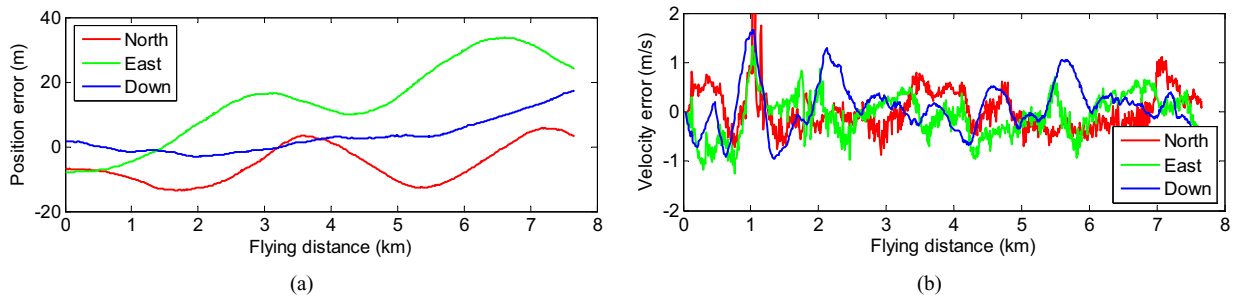 40
20
0
-20
Position error (m)
North
East
Down
0 1 2 3 4 5 6 7 8
Flying distance (km)
(a)
2
1
0
-1
-2
Velocity error (m/s)
North
East
Down
0 1 2 3 4 5 6 7 8
Flying distance (km)
(b)